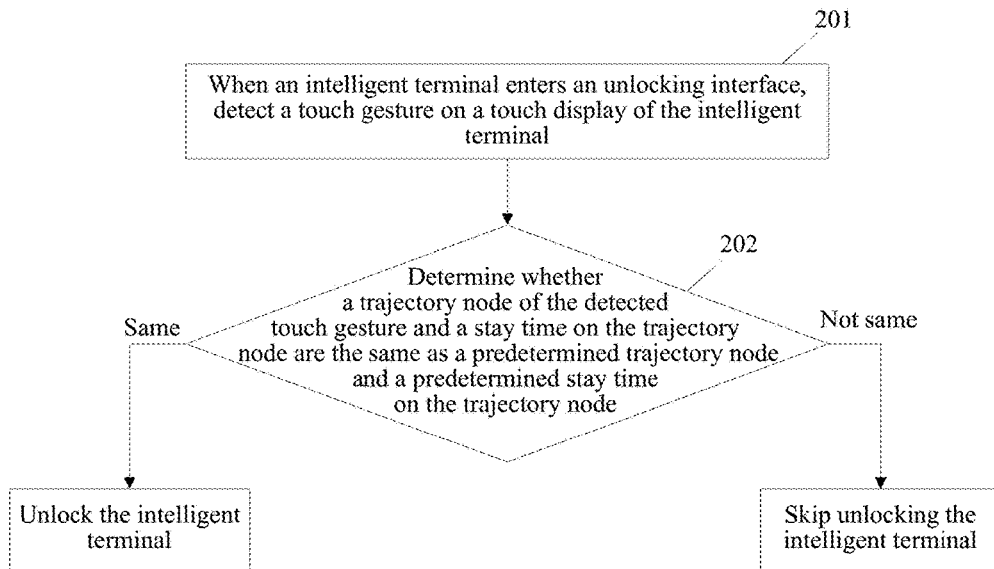 201
When an intelligent terminal enters an unlocking interface,
detect a touch gesture on a touch display of the intelligent
terminal
202
Determine whether
a trajectory node of the detected
touch gesture and a stay time on the trajectory
node are the same as a predetermined trajectory node
and a predetermined stay time
on the trajectory node
Same
Not same
Unlock the intelligent
terminal
Skip unlocking the
intelligent terminal